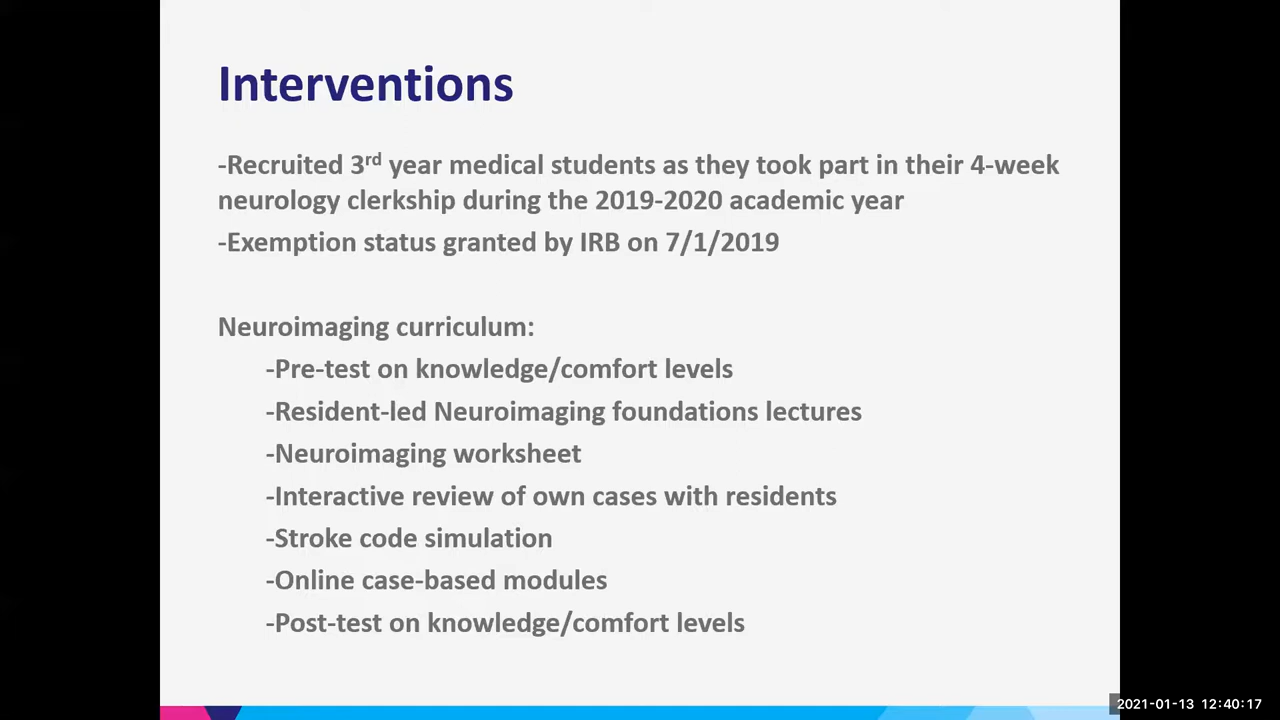 Interventions
-Recruited 3rd year medical students as they took part in their 4-week
neurology clerkship during the 2019-2020 academic year
-Exemption status granted by IRB on 7/1/2019
Neuroimaging curriculum:
-Pre-test on knowledge/comfort levels
-Resident-led Neuroimaging foundations lectures
-Neuroimaging worksheet
-Interactive review of own cases with residents
-Stroke code simulation
-Online case-based modules
-Post-test on knowledge/comfort levels
2021-01-13 12:40:17